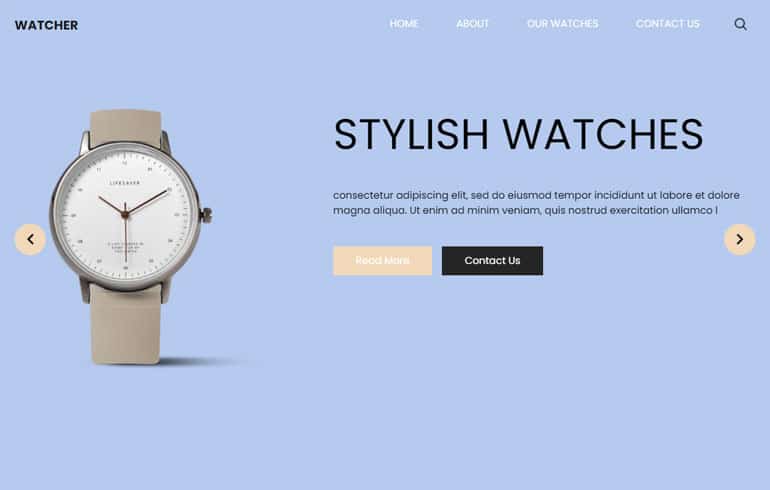 WATCHER
HOME ABOUT OUR WATCHES CONTACT US
STYLISH WATCHES
consectetur adipiscing elit, sed do eiusmod tempor incididunt ut labore et dolore
magna aliqua. Ut enim ad minim veniam, quis nostrud exercitation ullamco l
Read More Contact Us
LIFESAVER